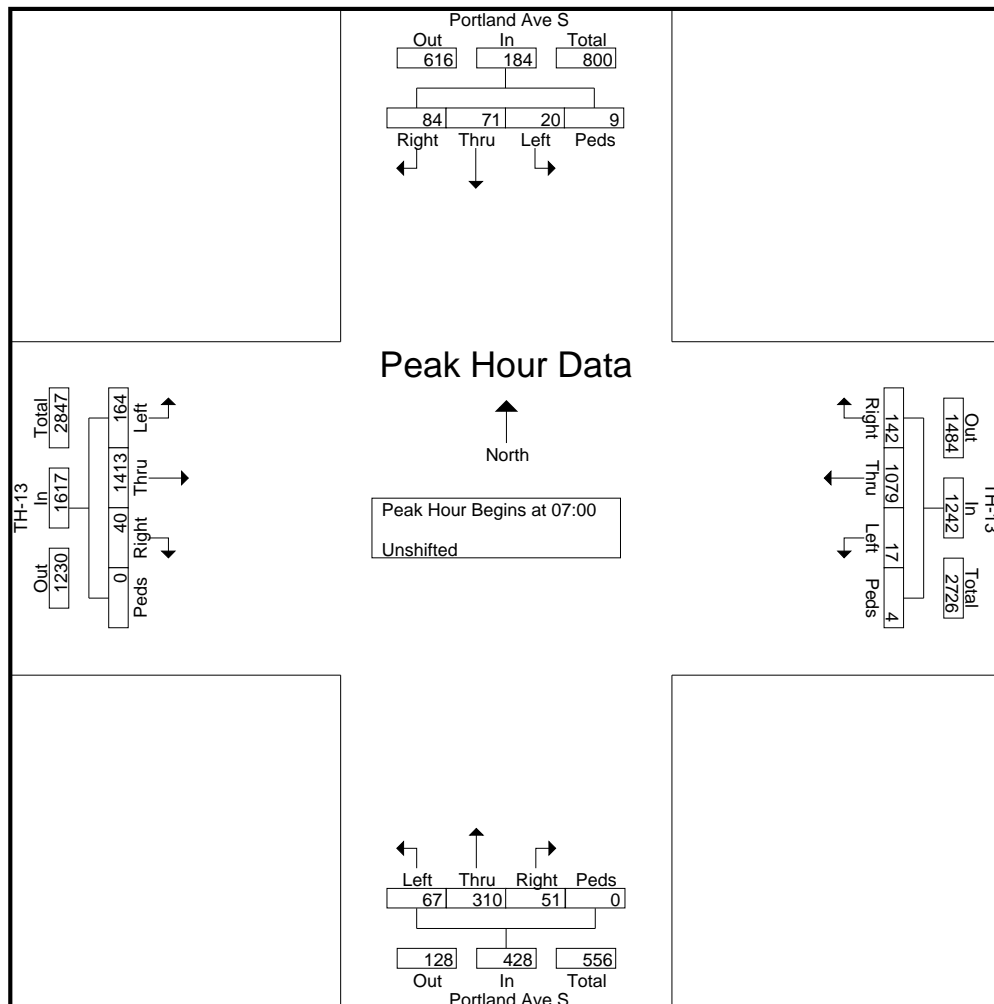 Portland Ave S
Out In Total
616 184 800
84 71 20 9
Right Thru Left Peds
Peak Hour Data
North
Peak Hour Begins at 07:00
Unshifted
TH-13
Total In Out
2847 1617 1230
164 1413 40 0
Left Thru Right Peds
TH-13
Out In Total
1484 1242 2726
142 1079 17 4
Right Thru Left Peds
Left Thru Right Peds
67 310 51 0
128 428 556
Out In Total
Portland Ave S